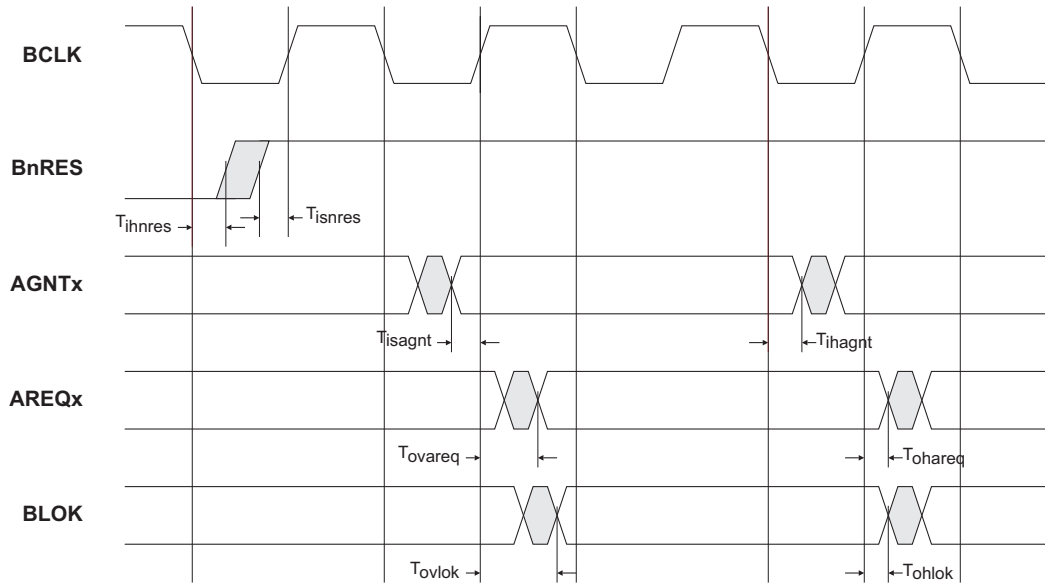 BCLK
BnRES
Tihnres
Tisnres
AGNTx
Tisagnt
Tihagnt
AREQx
Tovareq
Tohareq
BLOK
Tovlok
Tohlok